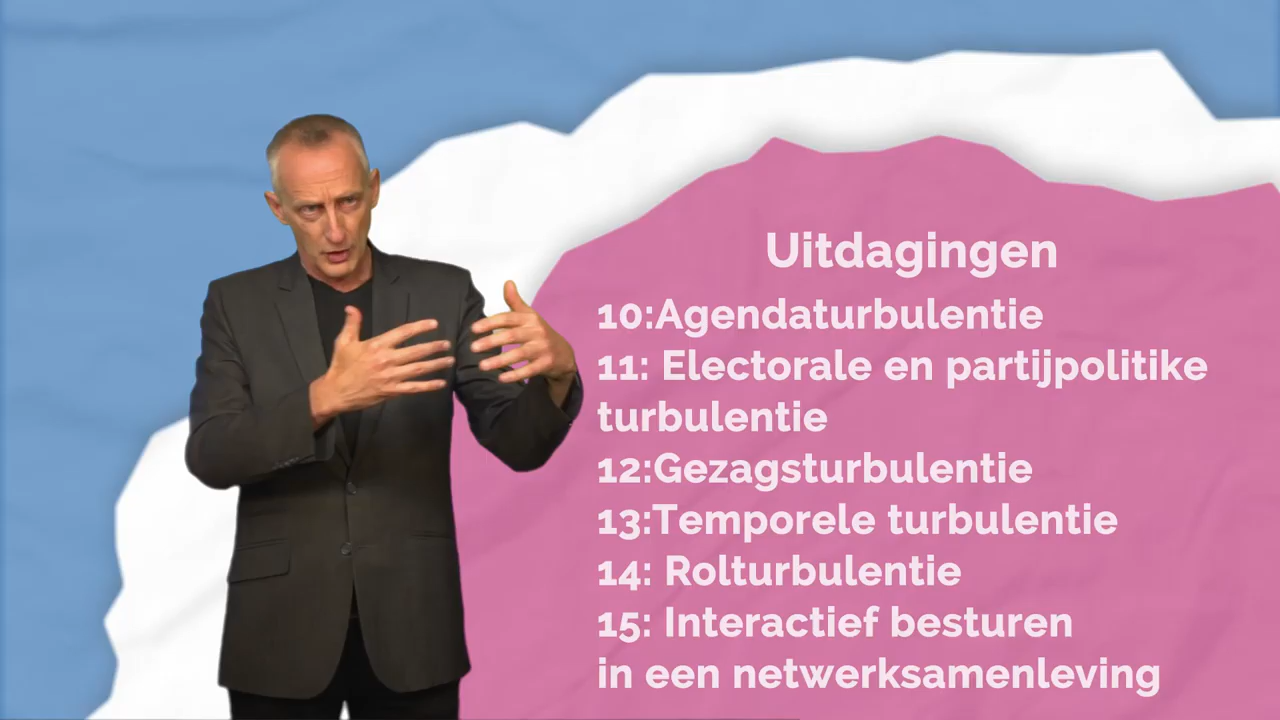 Uitdagingen
10:Agendaturbulentie
11: Electorale en partijpolitike
turbulentie
12:Gezagsturbulentie
13:Temporele turbulentie
14: Rolturbulentie
15: Interactief besturen
in een netwerksamenleving